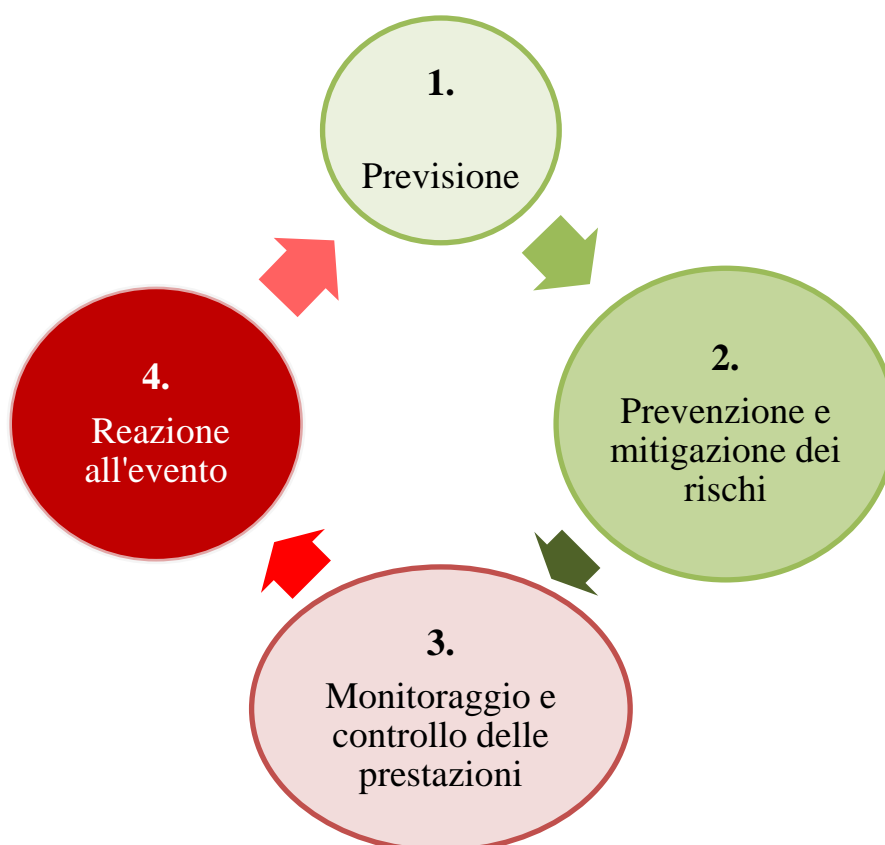 1.
Previsione
2.
Prevenzione e
mitigazione dei
rischi
3.
Monitoraggio e
controllo delle
prestazioni
4.
Reazione
all'evento